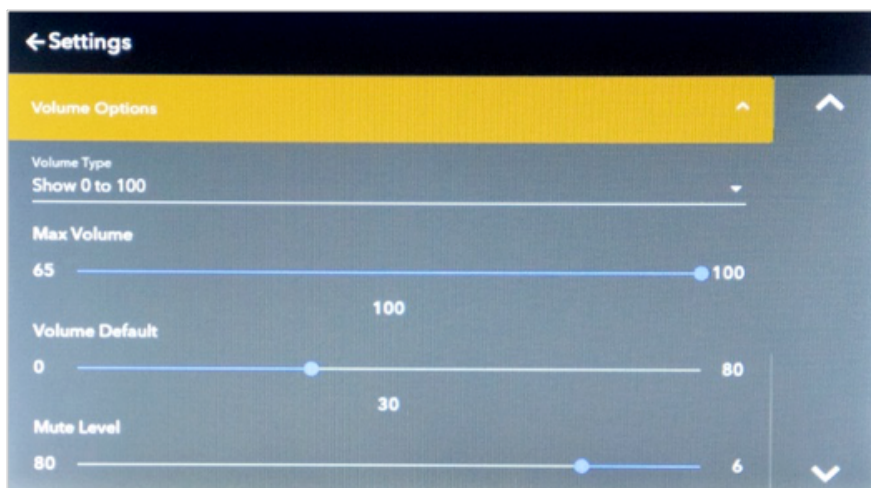 Settings
Volume Options
Volume Type
Show 0 to 100
Max Volume
65 100
100
Volume Default
0 80
30
Mute Level
80 6